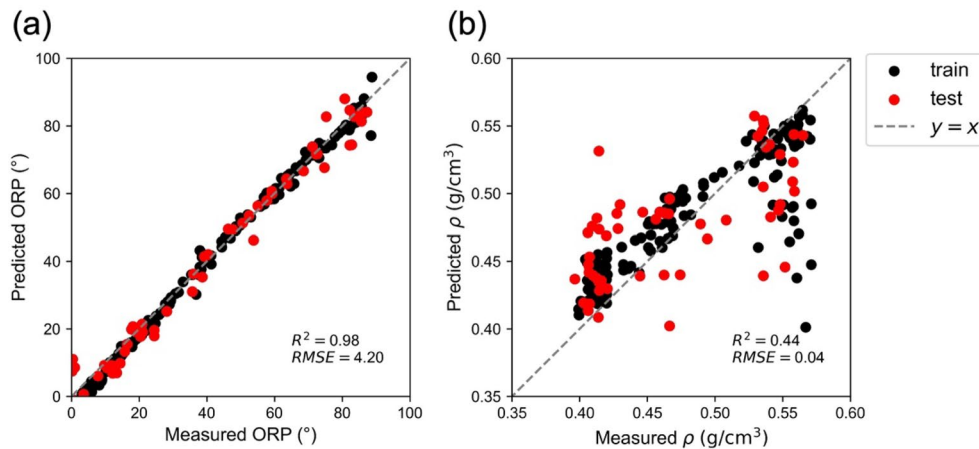 (a)
100
80
60
40
20
0
Predicted ORP (°)
0 20 40 60 80 100
Measured ORP (°)
R² = 0.98
RMSE = 4.20
(b)
0.60
0.55
0.50
0.45
0.40
0.35
Predicted ρ (g/cm³)
0.35 0.40 0.45 0.50 0.55 0.60
Measured ρ (g/cm³)
R² = 0.44
RMSE = 0.04
train
test
y = x